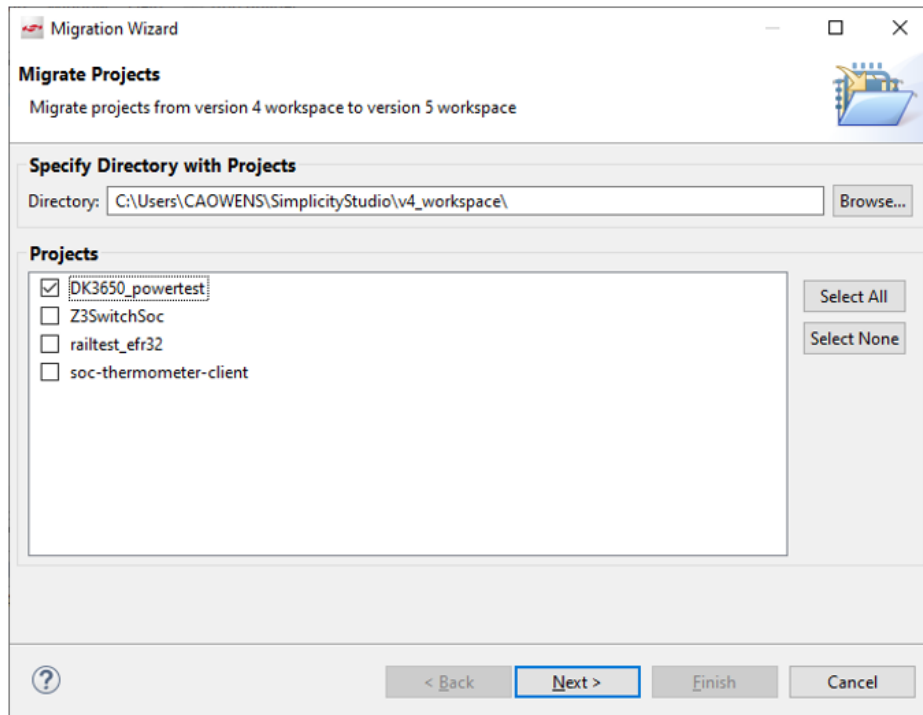 Migration Wizard
Migrate Projects
Migrate projects from version 4 workspace to version 5 workspace
Specify Directory with Projects
Directory: C:\Users\CAOWENS\SimplicityStudio\v4_workspace\ Browse...
Projects
DK3650_powertest
Select All
Z3SwitchSoc
Select None
railtest_efr32
soc-thermometer-client
? < Back Next > Finish Cancel